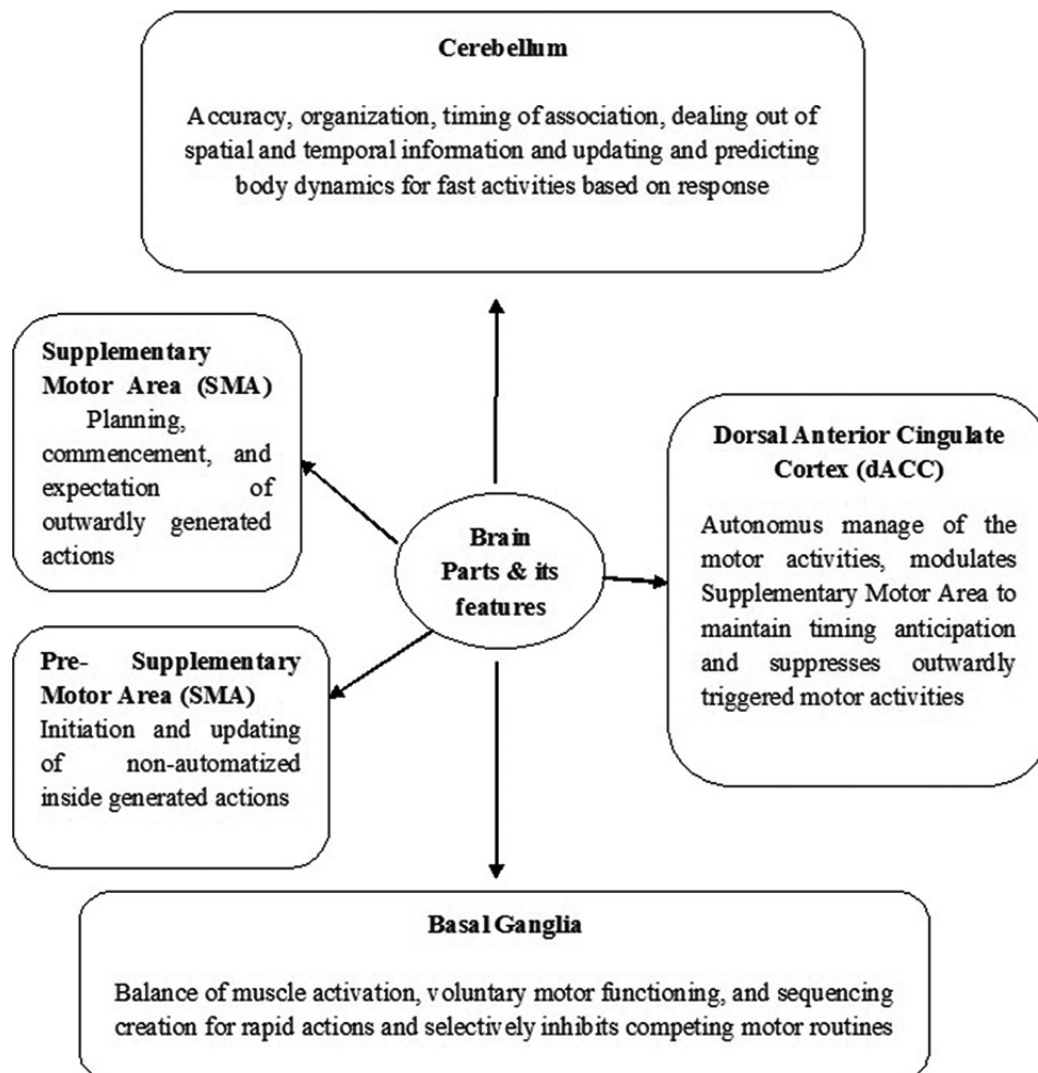 Cerebellum
Accuracy, organization, timing of association, dealing out of
spatial and temporal information and updating and predicting
body dynamics for fast activities based on response
Supplementary
Motor Area (SMA)
Planning,
commencement, and
expectation of
outwardly generated
actions
Dorsal Anterior Cingulate
Cortex (dACC)
Autonomus manage of the
motor activities, modulates
Supplementary Motor Area to
maintain timing anticipation
and suppresses outwardly
triggered motor activities
Brain
Parts & its
features
Pre- Supplementary
Motor Area (SMA)
Initiation and updating
of non-automatized
inside generated actions
Basal Ganglia
Balance of muscle activation, voluntary motor functioning, and sequencing
creation for rapid actions and selectively inhibits competing motor routines